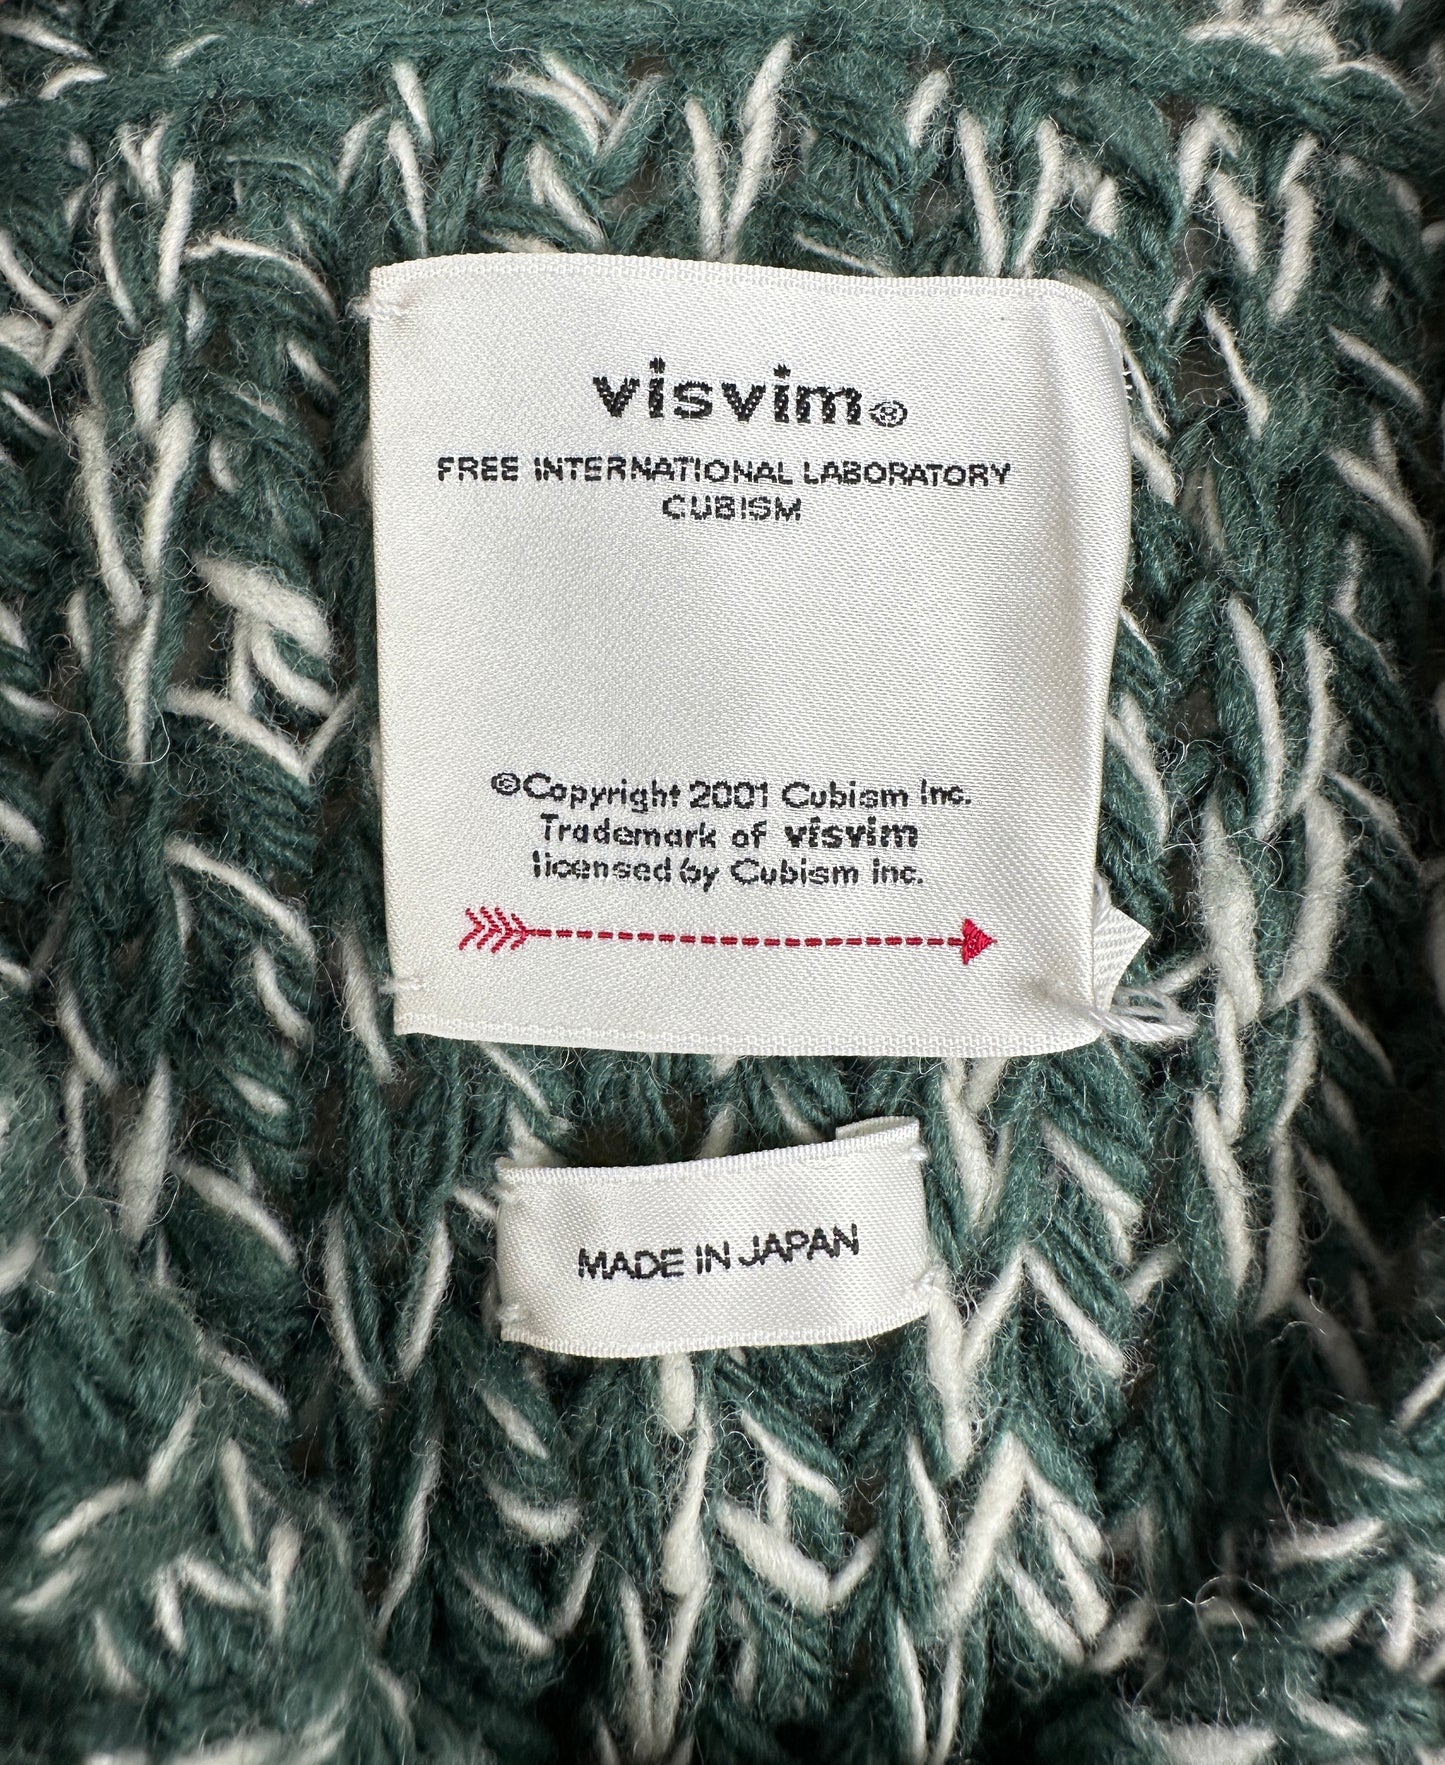 visvim®
FREE INTERNATIONAL LABORATORY
CUBISM
©Copyright 2001 Cubism Inc.
Trademark of visvim
licensed by Cubism inc.
MADE IN JAPAN